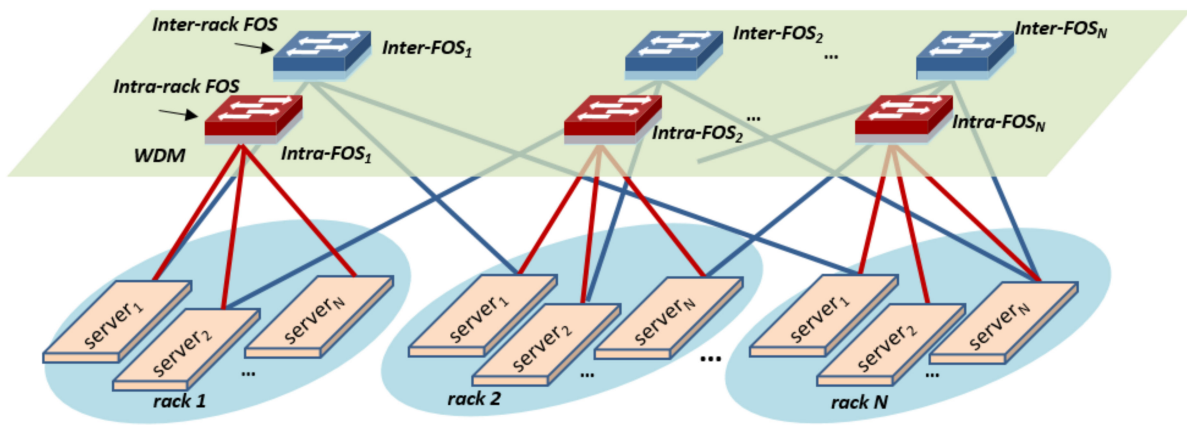 Inter-rack FOS
Inter-FOS₁
Inter-FOS₂
...
Inter-FOSN
Intra-rack FOS
WDM
Intra-FOS₁
Intra-FOS₂
...
Intra-FOSN
server₁
server₂
...
serverN
rack 1
server₁
server₂
...
serverN
rack 2
...
server₁
server₂
...
serverN
rack N